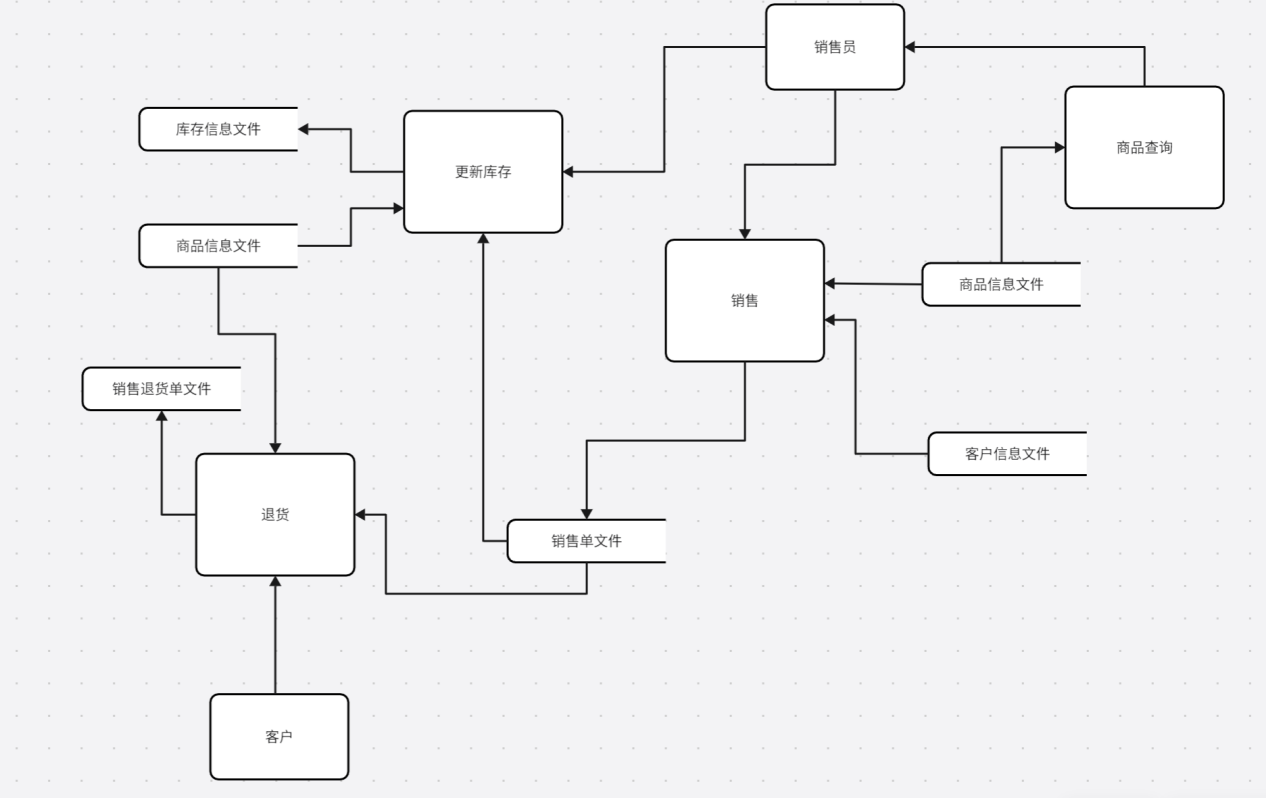 销售员
库存信息文件
更新库存
商品查询
商品信息文件
销售
商品信息文件
销售退货单文件
客户信息文件
退货
销售单文件
客户